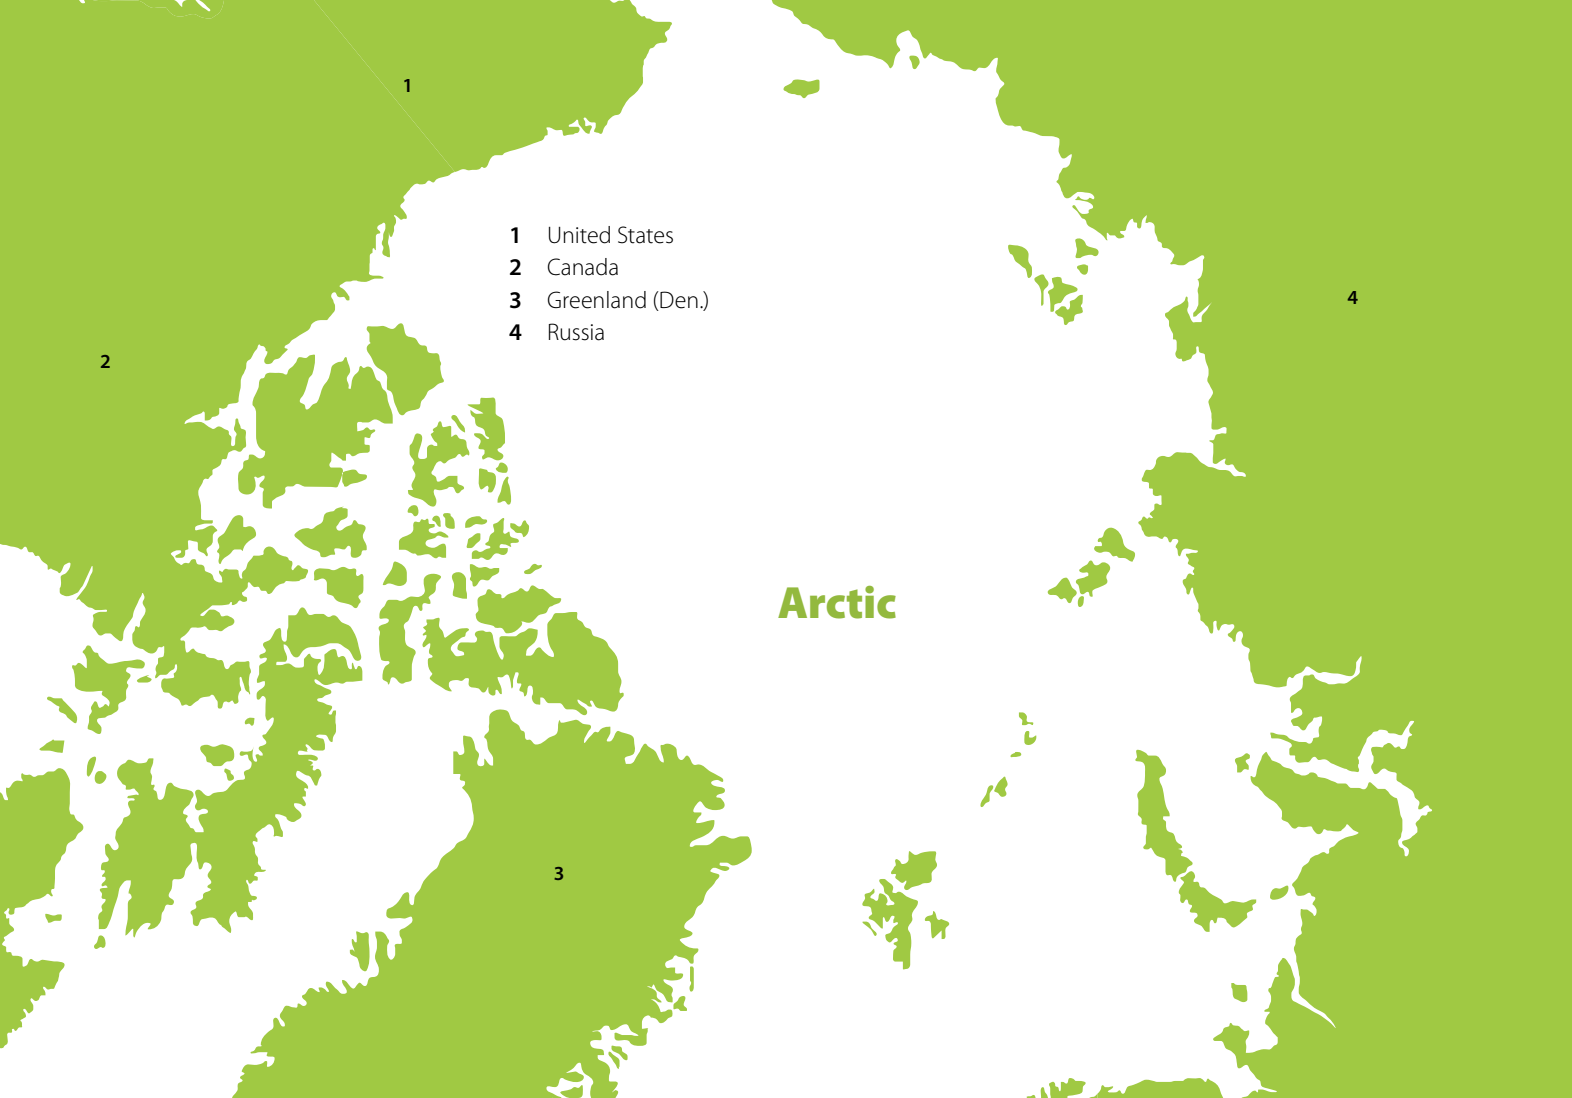 1
1 United States
2 Canada
3 Greenland (Den.)
4 Russia
4
2
Arctic
3